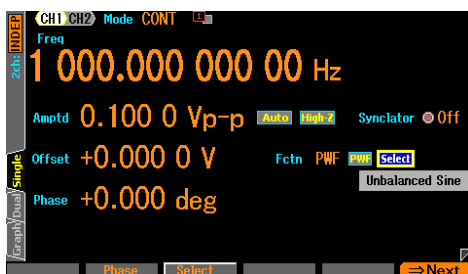 CH1 CH2 Mode CONT 1
2ch: INDEP
Freq
1 000.000 000 00 Hz
Amptd 0.100 0 Vp-p Auto High-Z Synclator Off
Offset +0.000 0 V Fctn PWF PWF Select
Unbalanced Sine
Phase +0.000 deg
Single
Dual
Graph
Phase Select ⇒Next